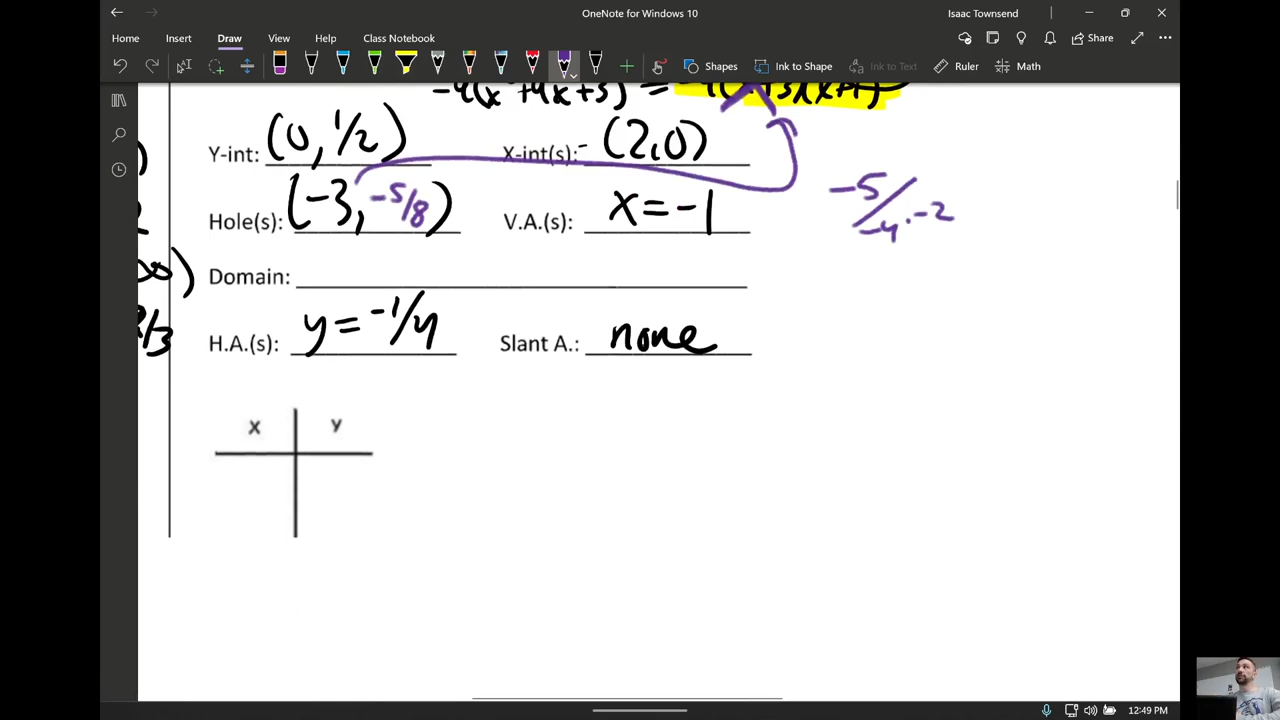 OneNote for Windows 10
Isaac Townsend
Home Insert Draw View Help Class Notebook
Share
Shapes Ink to Shape Ink to Text Ruler Math
Y-int: (0, 1/2) X-int(s): (2,0)
Hole(s): (-3, -5/8) V.A.(s): x=-1
-5/-4·-2
Domain:
H.A.(s): y=-1/4 Slant A.: none
x y
12:49 PM